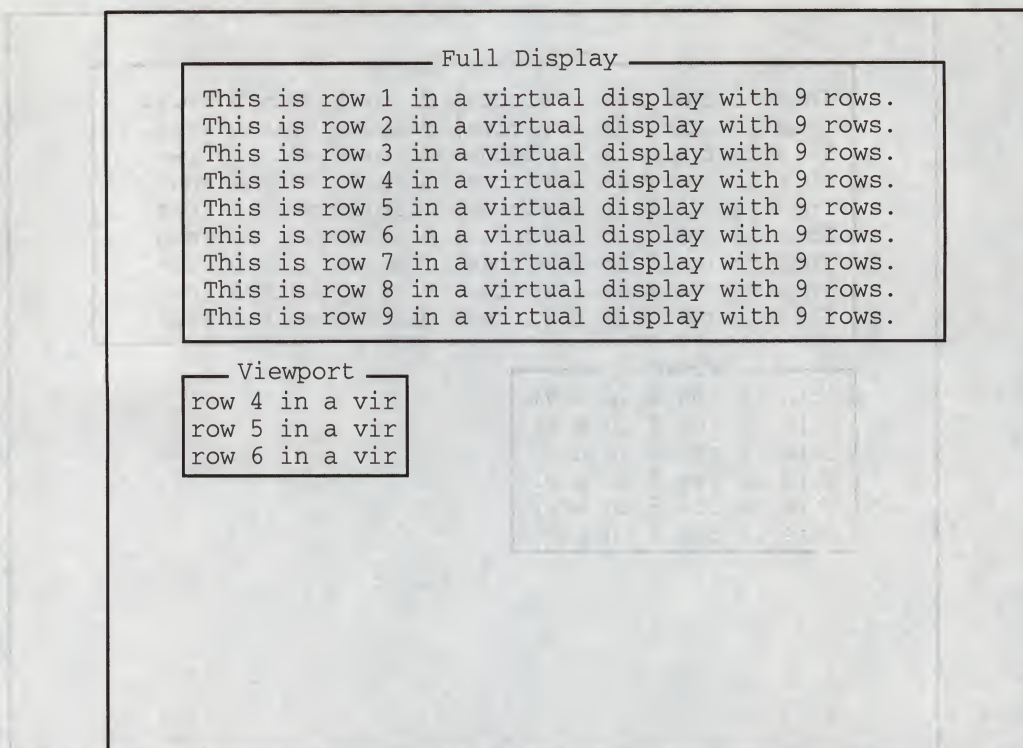 Full Display
This is row 1 in a virtual display with 9 rows.
This is row 2 in a virtual display with 9 rows.
This is row 3 in a virtual display with 9 rows.
This is row 4 in a virtual display with 9 rows.
This is row 5 in a virtual display with 9 rows.
This is row 6 in a virtual display with 9 rows.
This is row 7 in a virtual display with 9 rows.
This is row 8 in a virtual display with 9 rows.
This is row 9 in a virtual display with 9 rows.
Viewport
row 4 in a vir
row 5 in a vir
row 6 in a vir